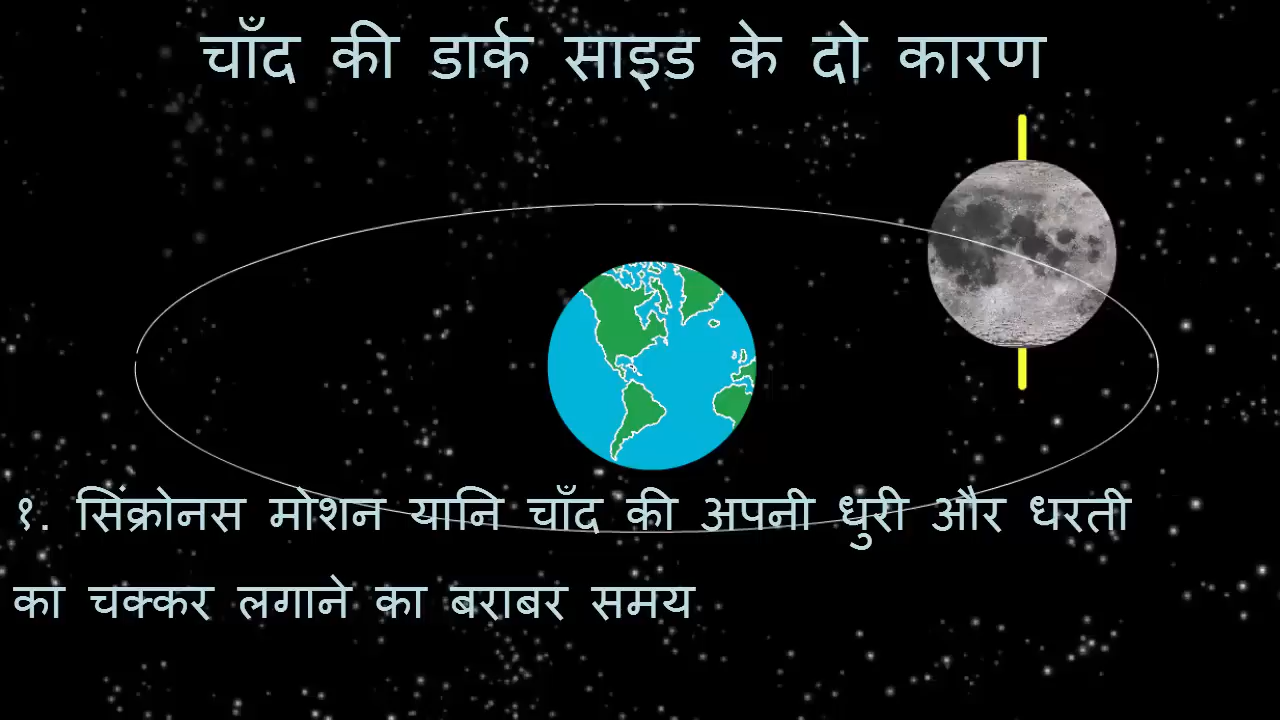 चाँद की डार्क साइड के दो कारण
१. सिंक्रोनस मोशन यानि चाँद की अपनी धुरी और धरती
का चक्कर लगाने का बराबर समय